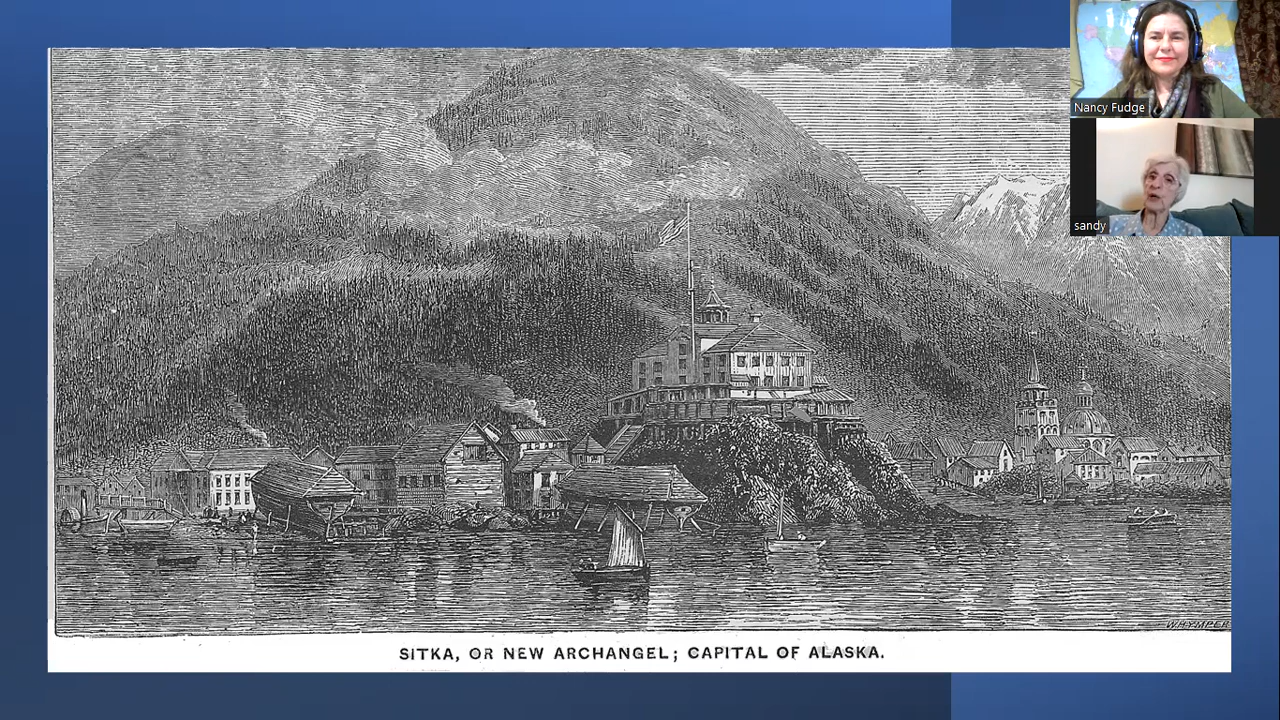 Nancy Fudge
sandy
WHYMPER
SITKA, OR NEW ARCHANGEL; CAPITAL OF ALASKA.